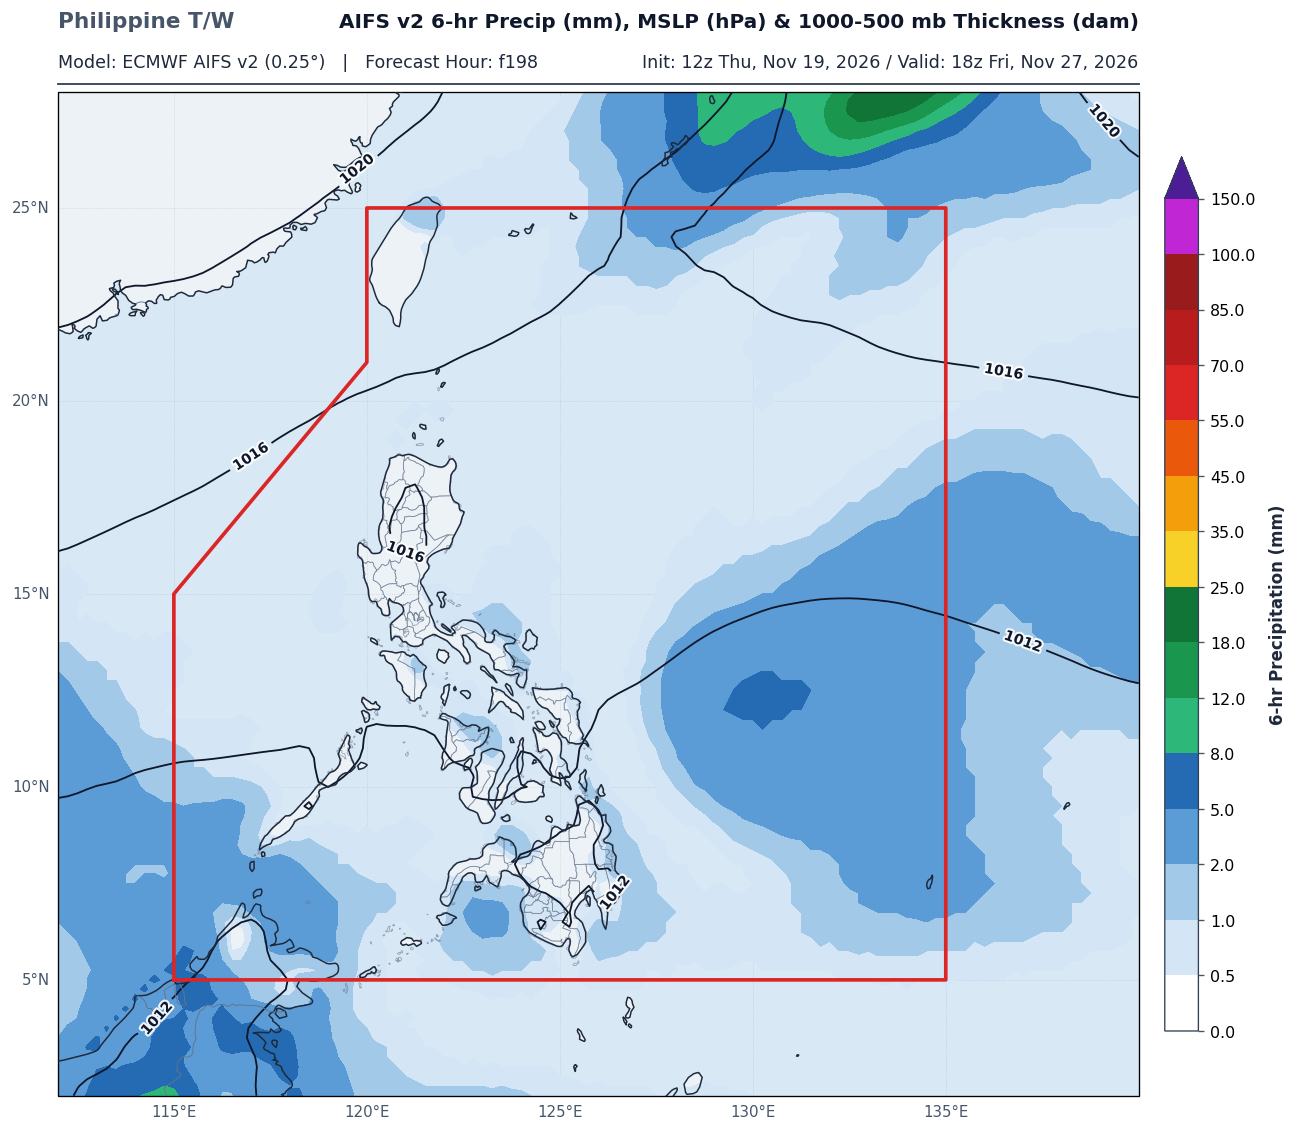 Philippine T/W
AIFS v2 6-hr Precip (mm), MSLP (hPa) & 1000-500 mb Thickness (dam)
Model: ECMWF AIFS v2 (0.25°) | Forecast Hour: f198
Init: 12z Thu, Nov 19, 2026 / Valid: 18z Fri, Nov 27, 2026
1020
1020
1016
1016
1016
1012
1012
1012
25°N
20°N
15°N
10°N
5°N
115°E
120°E
125°E
130°E
135°E
150.0
100.0
85.0
70.0
55.0
45.0
35.0
25.0
18.0
12.0
8.0
5.0
2.0
1.0
0.5
0.0
6-hr Precipitation (mm)